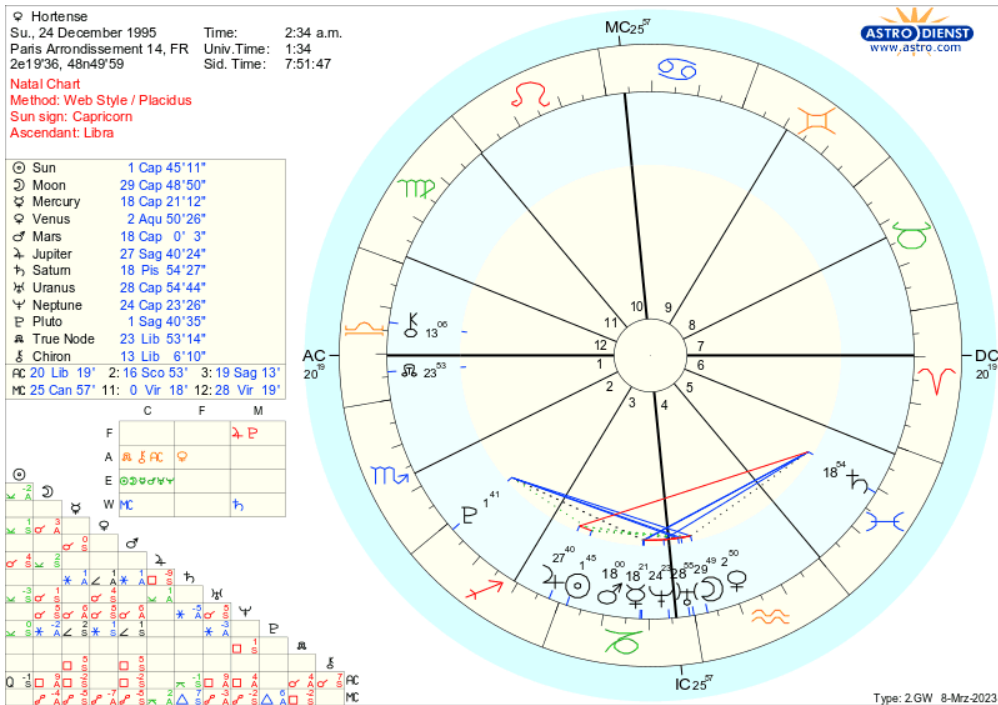 ♀ Hortense
Su., 24 December 1995 Time: 2:34 a.m.
Paris Arrondissement 14, FR Univ.Time: 1:34
2e19'36, 48n49'59 Sid. Time: 7:51:47
Natal Chart
Method: Web Style / Placidus
Sun sign: Capricorn
Ascendant: Libra
ASTRO DIENST
www.astro.com
☉ Sun 1 Cap 45'11"
☽ Moon 29 Cap 48'50"
☿ Mercury 18 Cap 21'12"
♀ Venus 2 Aqu 50'26"
♂ Mars 18 Cap 0' 3"
♃ Jupiter 27 Sag 40'24"
♄ Saturn 18 Pis 54'27"
♅ Uranus 28 Cap 54'44"
♆ Neptune 24 Cap 23'26"
P Pluto 1 Sag 40'35"
☊ True Node 23 Lib 53'14"
⚷ Chiron 13 Lib 6'10"
AC 20 Lib 19' 2: 16 Sco 53' 3: 19 Sag 13'
MC 25 Can 57' 11: 0 Vir 18' 12: 28 Vir 19'
C F M
F ♃ P
A ☊ ⚷ AC ♀
E ☉☽☿♂♅♆
W MC ♄
AC
MC
MC 25 57
AC 20 19
DC 20 19
IC 25 57
10 9
11 8
12 7
1 6
2 5
3 4
⚷ 13 06
☊ 23 53
P 1 41
18 54 ♄
27 40 1 45 18 00 18 21 24 23 28 55 29 49 2 50
♃ ☉ ♂ ☿ ♆ ♅ ☽ ♀
Type: 2.GW 8-Mrz-2023